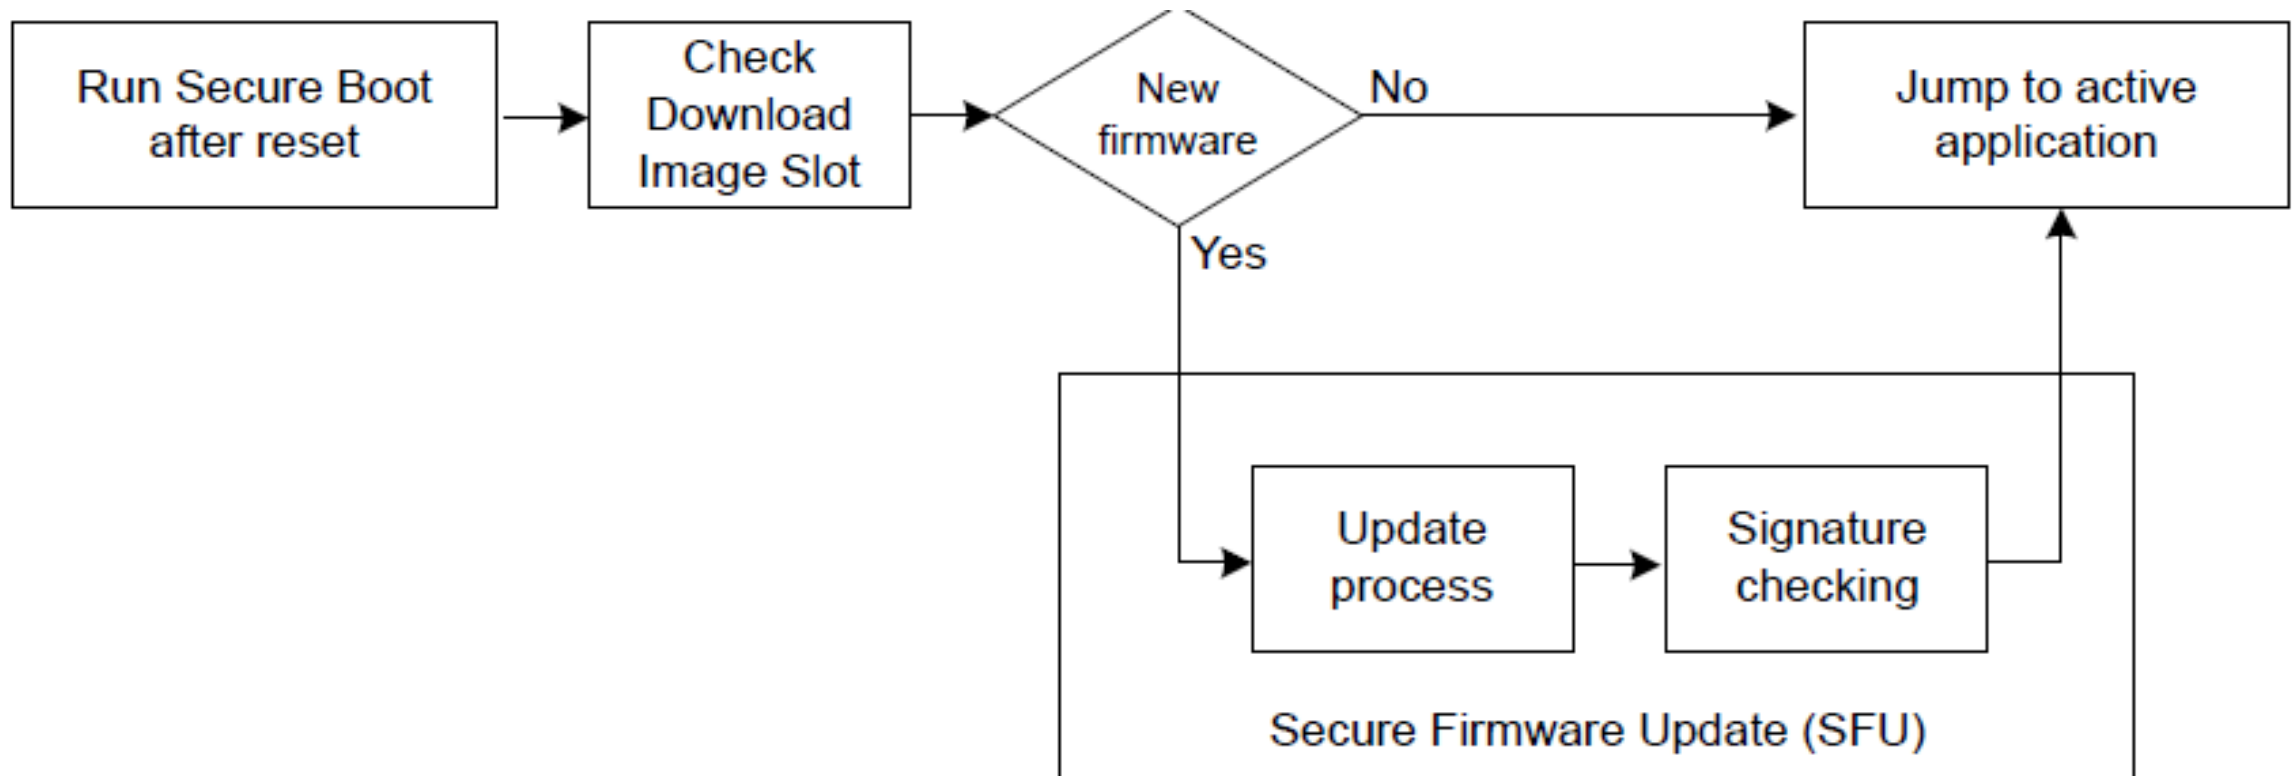 Run Secure Boot
after reset
Check
Download
Image Slot
New
firmware
No
Jump to active
application
Yes
Update
process
Signature
checking
Secure Firmware Update (SFU)